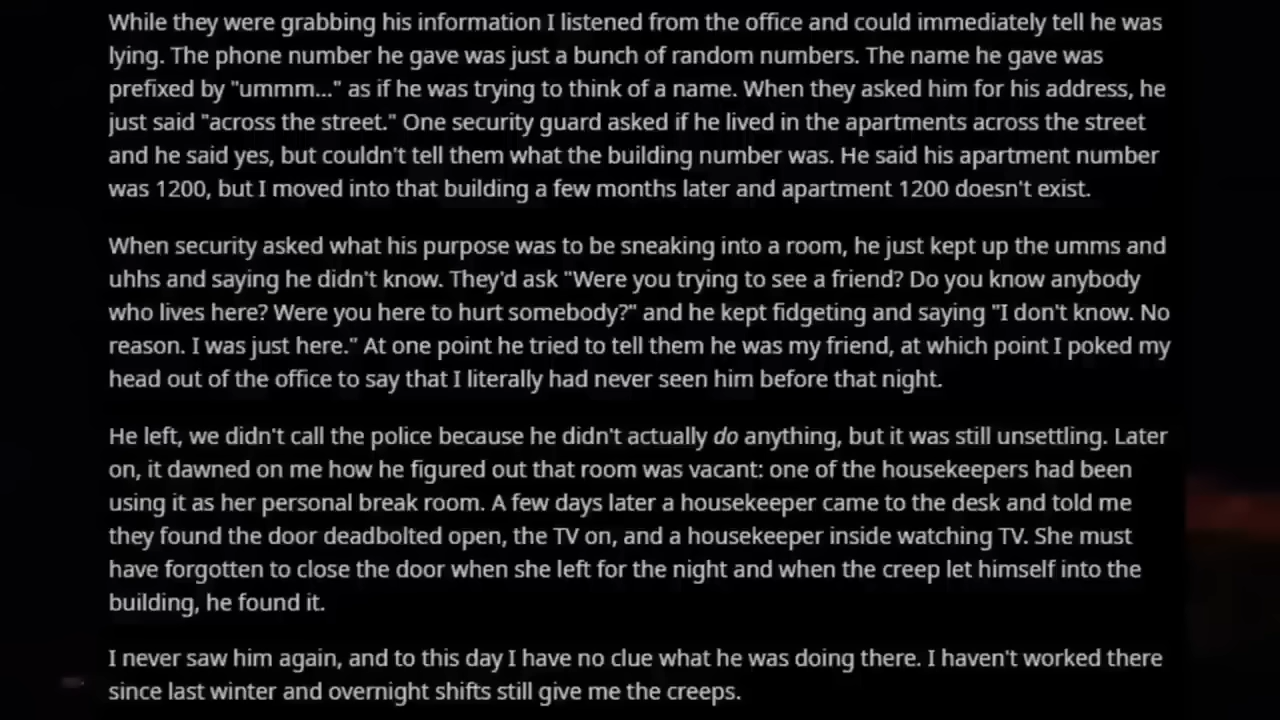 While they were grabbing his information I listened from the office and could immediately tell he was
lying. The phone number he gave was just a bunch of random numbers. The name he gave was
prefixed by "ummm..." as if he was trying to think of a name. When they asked him for his address, he
just said "across the street." One security guard asked if he lived in the apartments across the street
and he said yes, but couldn't tell them what the building number was. He said his apartment number
was 1200, but I moved into that building a few months later and apartment 1200 doesn't exist.
When security asked what his purpose was to be sneaking into a room, he just kept up the umms and
uhhs and saying he didn't know. They'd ask "Were you trying to see a friend? Do you know anybody
who lives here? Were you here to hurt somebody?" and he kept fidgeting and saying "I don't know. No
reason. I was just here." At one point he tried to tell them he was my friend, at which point I poked my
head out of the office to say that I literally had never seen him before that night.
He left, we didn't call the police because he didn't actually do anything, but it was still unsettling. Later
on, it dawned on me how he figured out that room was vacant: one of the housekeepers had been
using it as her personal break room. A few days later a housekeeper came to the desk and told me
they found the door deadbolted open, the TV on, and a housekeeper inside watching TV. She must
have forgotten to close the door when she left for the night and when the creep let himself into the
building, he found it.
I never saw him again, and to this day I have no clue what he was doing there. I haven't worked there
since last winter and overnight shifts still give me the creeps.